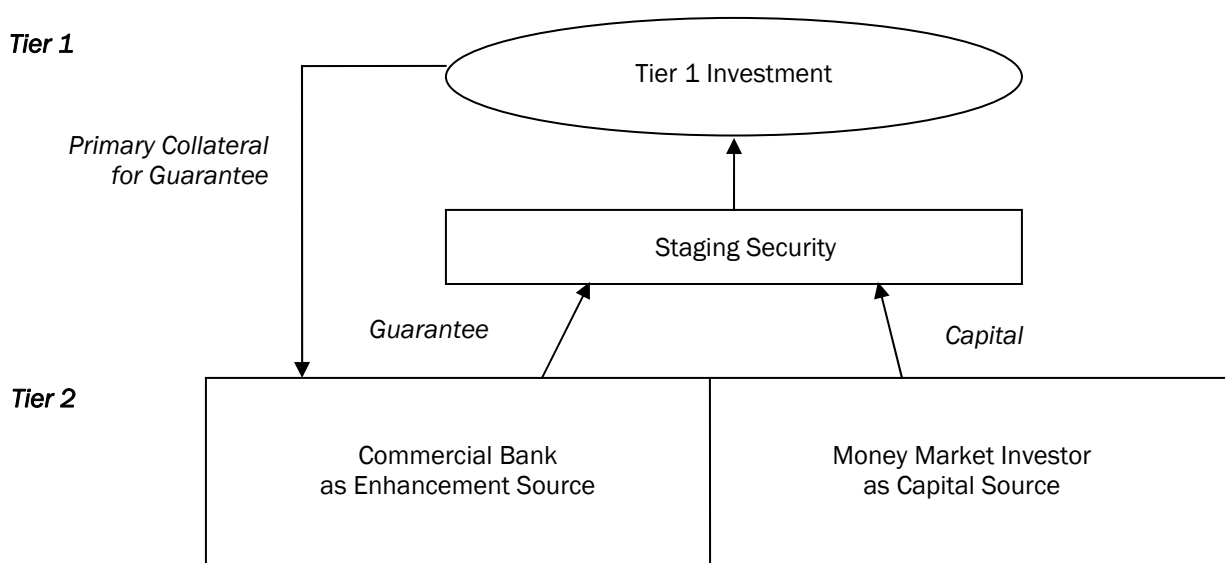 Tier 1
Tier 1 Investment
Primary Collateral
for Guarantee
Staging Security
Guarantee
Capital
Tier 2
Commercial Bank
as Enhancement Source
Money Market Investor
as Capital Source